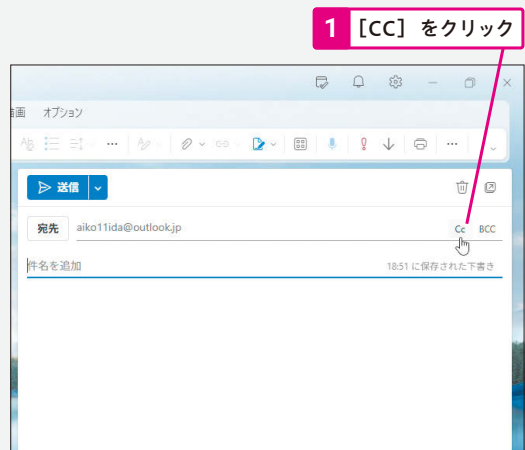 1 [CC] をクリック
描画 オプション
送信
宛先 aiko11ida@outlook.jp Cc BCC
件名を追加 18:51 に保存された下書き